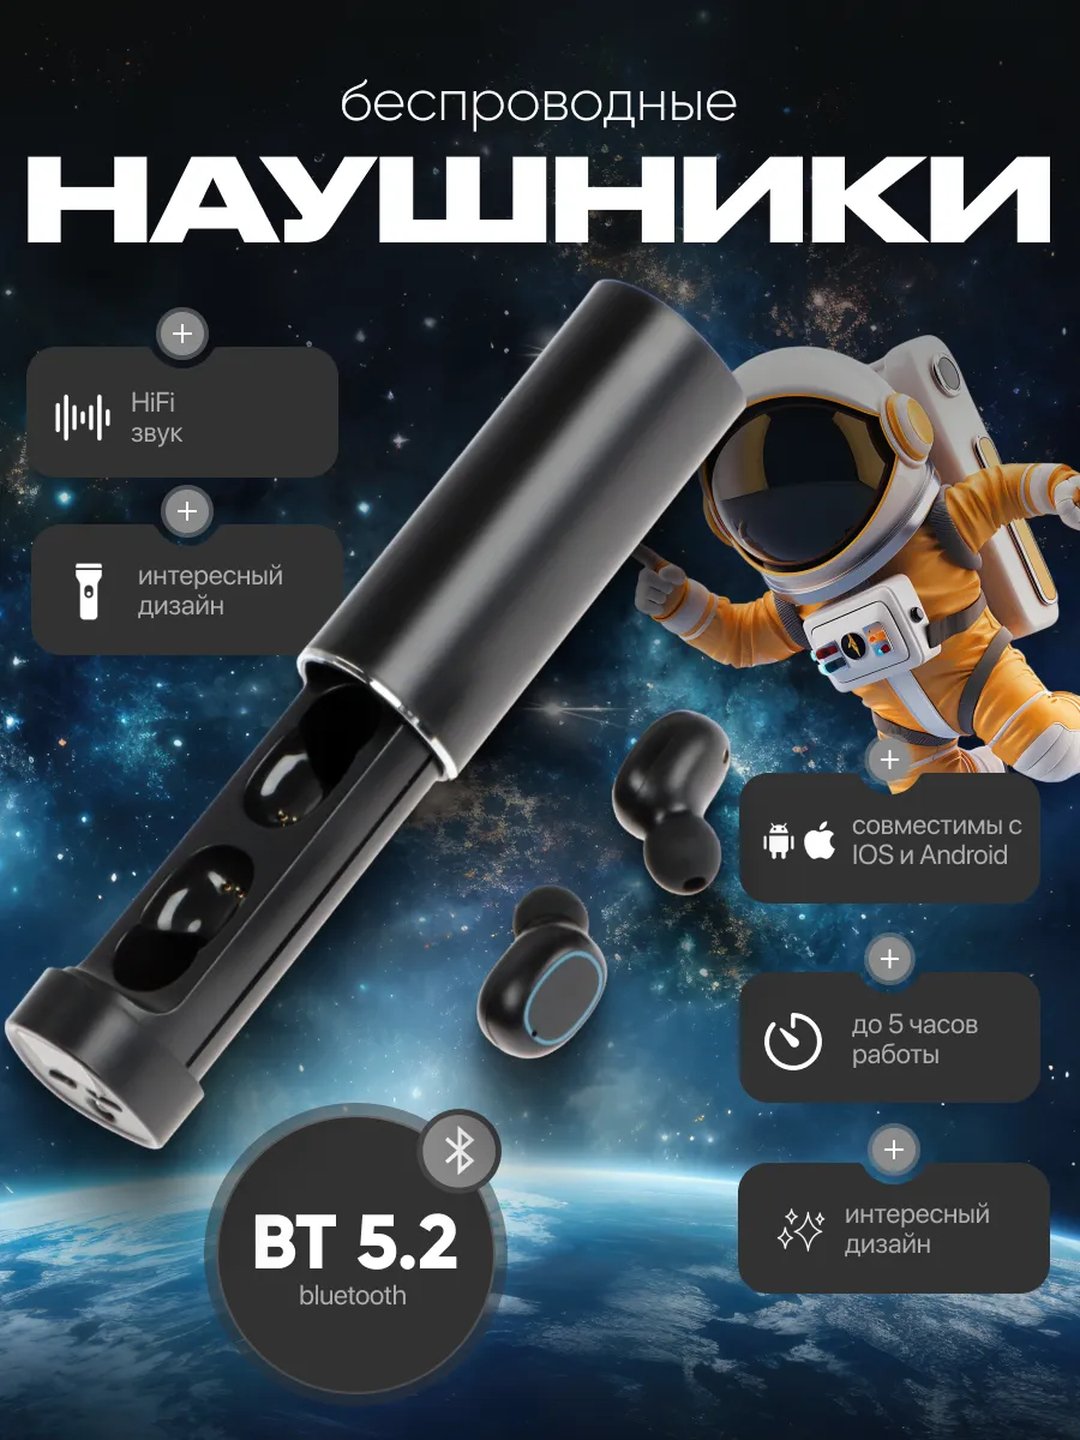 беспроводные
НАУШНИКИ
HiFi
звук
интересный
дизайн
совместимы с
IOS и Android
до 5 часов
работы
интересный
дизайн
BT 5.2
bluetooth